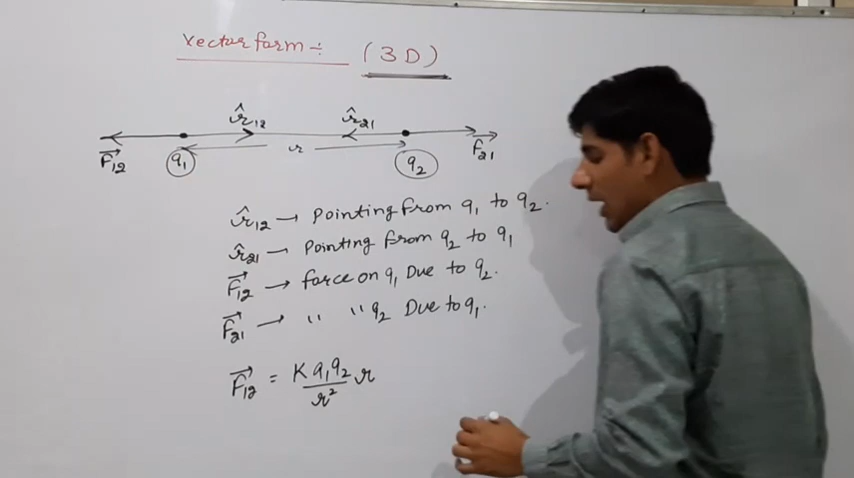 Vector form ÷ (3D)
r̂₁₂ r̂₂₁
F⃗₁₂ q₁ r q₂ F⃗₂₁
r̂₁₂ → Pointing from q₁ to q₂.
r̂₂₁ → Pointing from q₂ to q₁
F⃗₁₂ → force on q₁ Due to q₂.
F⃗₂₁ → " " q₂ Due to q₁.
F⃗₁₂ = K q₁q₂/r² r